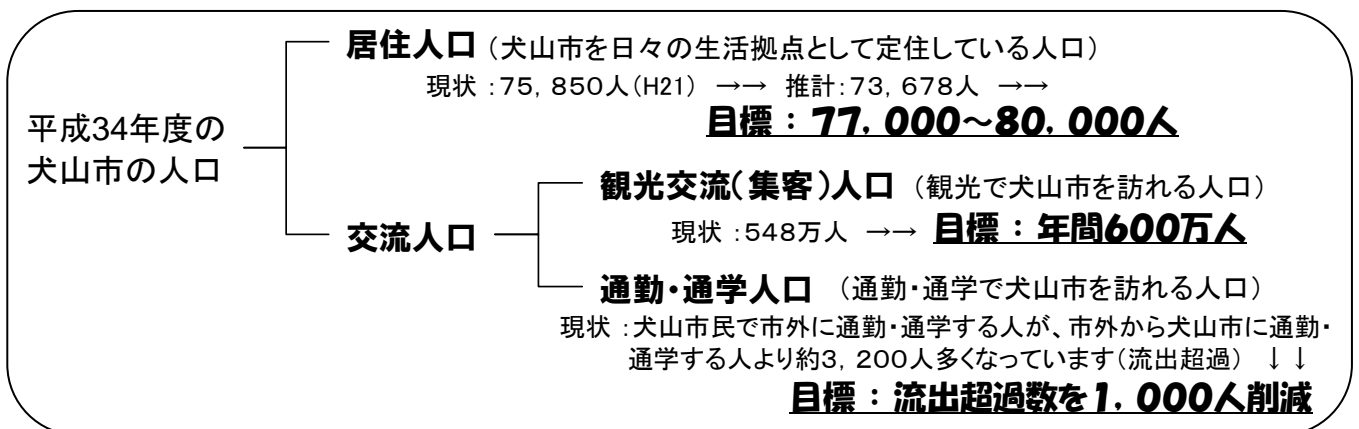 平成34年度の
犬山市の人口
居住人口 (犬山市を日々の生活拠点として定住している人口)
現状 :75,850人(H21) →→ 推計:73,678人 →→
目標 : 77,000~80,000人
交流人口
観光交流(集客)人口 (観光で犬山市を訪れる人口)
現状 :548万人 →→ 目標 : 年間600万人
通勤・通学人口 (通勤・通学で犬山市を訪れる人口)
現状 :犬山市民で市外に通勤・通学する人が、市外から犬山市に通勤・
通学する人より約3,200人多くなっています(流出超過) ↓↓
目標 : 流出超過数を1,000人削減